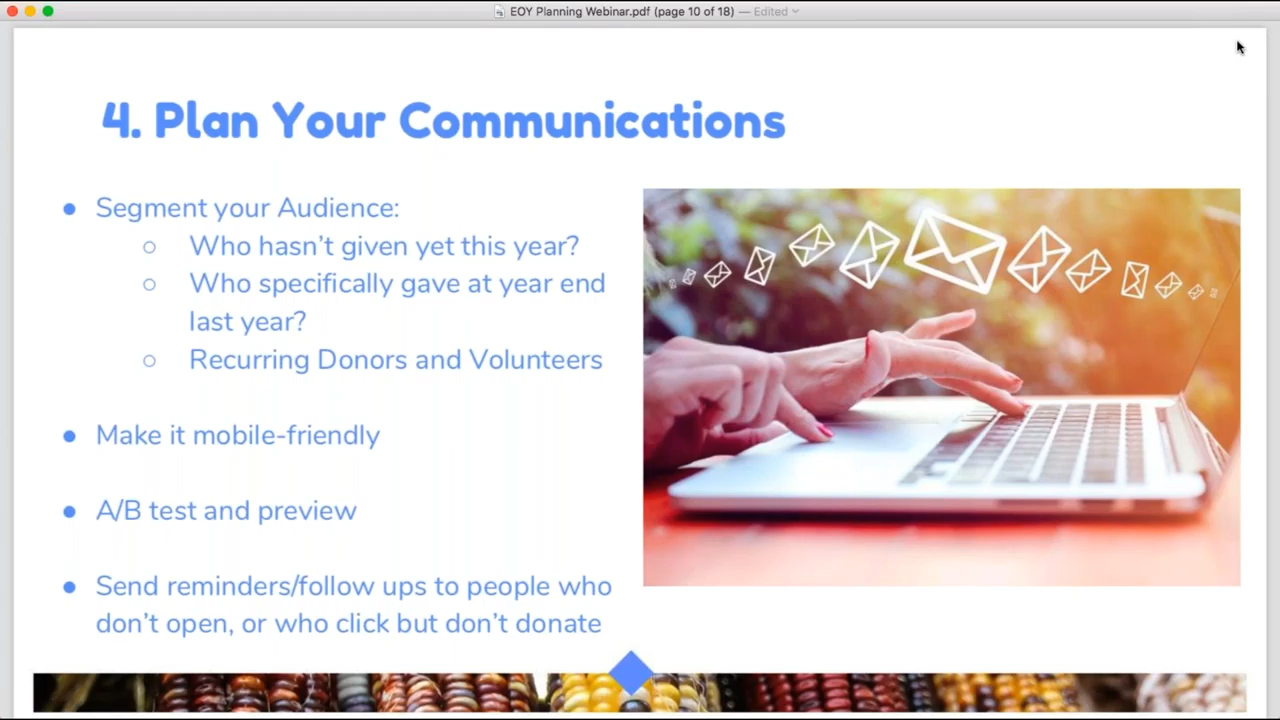 EOY Planning Webinar.pdf (page 10 of 18) — Edited
4. Plan Your Communications
● Segment your Audience:
○ Who hasn’t given yet this year?
○ Who specifically gave at year end
last year?
○ Recurring Donors and Volunteers
● Make it mobile-friendly
● A/B test and preview
● Send reminders/follow ups to people who
don’t open, or who click but don’t donate